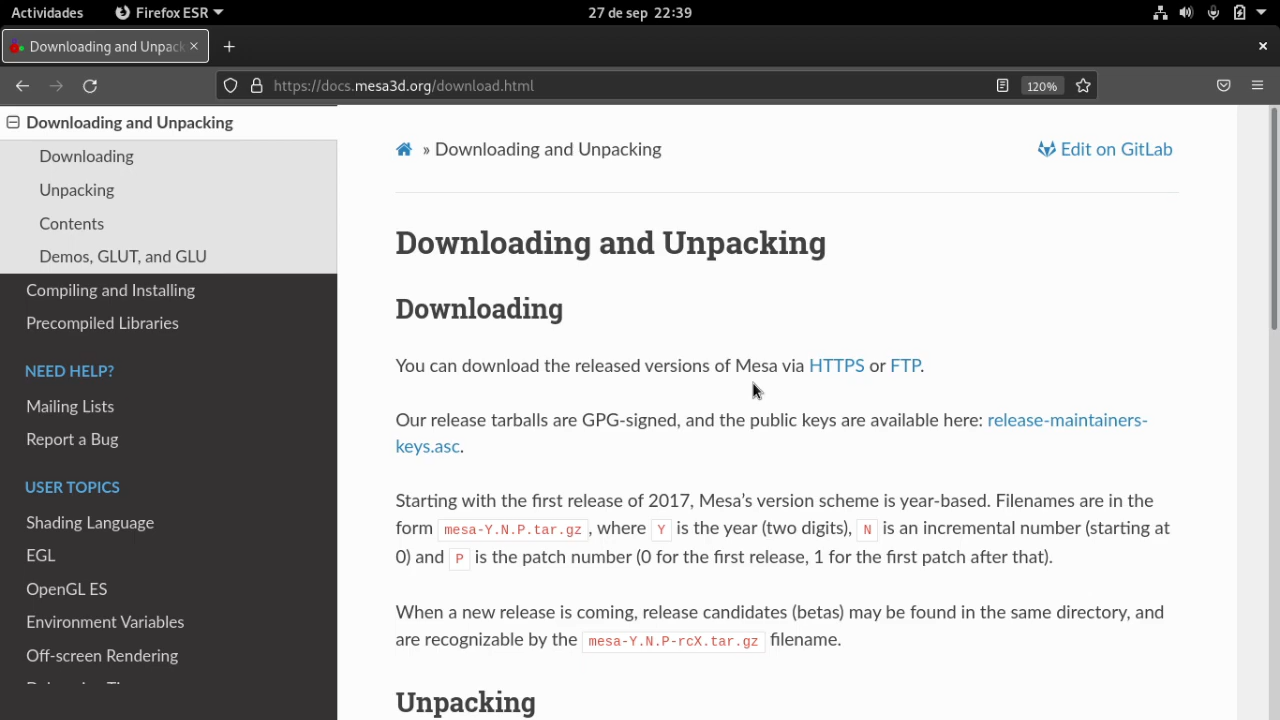 Actividades
Firefox ESR
27 de sep 22:39
Downloading and Unpack
https://docs.mesa3d.org/download.html
120%
Downloading and Unpacking
Downloading
Unpacking
Contents
Demos, GLUT, and GLU
Compiling and Installing
Precompiled Libraries
NEED HELP?
Mailing Lists
Report a Bug
USER TOPICS
Shading Language
EGL
OpenGL ES
Environment Variables
Off-screen Rendering
» Downloading and Unpacking
Edit on GitLab
Downloading and Unpacking
Downloading
You can download the released versions of Mesa via HTTPS or FTP.
Our release tarballs are GPG-signed, and the public keys are available here: release-maintainers-
keys.asc.
Starting with the first release of 2017, Mesa’s version scheme is year-based. Filenames are in the
form mesa-Y.N.P.tar.gz, where Y is the year (two digits), N is an incremental number (starting at
0) and P is the patch number (0 for the first release, 1 for the first patch after that).
When a new release is coming, release candidates (betas) may be found in the same directory, and
are recognizable by the mesa-Y.N.P-rcX.tar.gz filename.
Unpacking